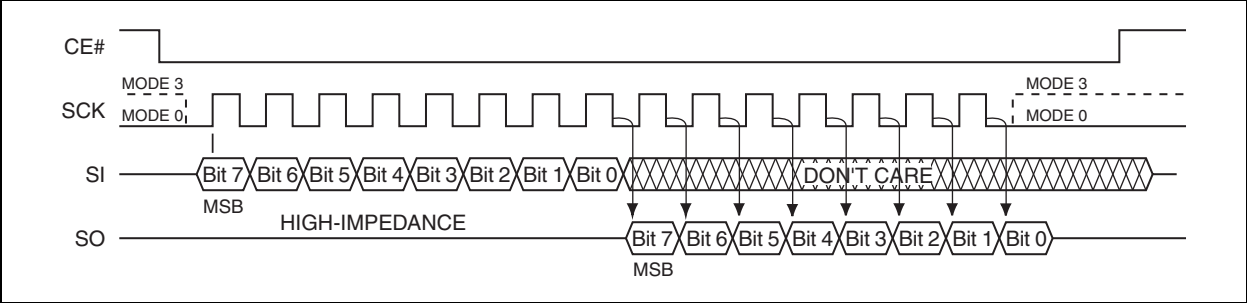 CE#
MODE 3 MODE 3
SCK
MODE 0 MODE 0
SI Bit 7 Bit 6 Bit 5 Bit 4 Bit 3 Bit 2 Bit 1 Bit 0 DON'T CARE
MSB
HIGH-IMPEDANCE
SO Bit 7 Bit 6 Bit 5 Bit 4 Bit 3 Bit 2 Bit 1 Bit 0
MSB